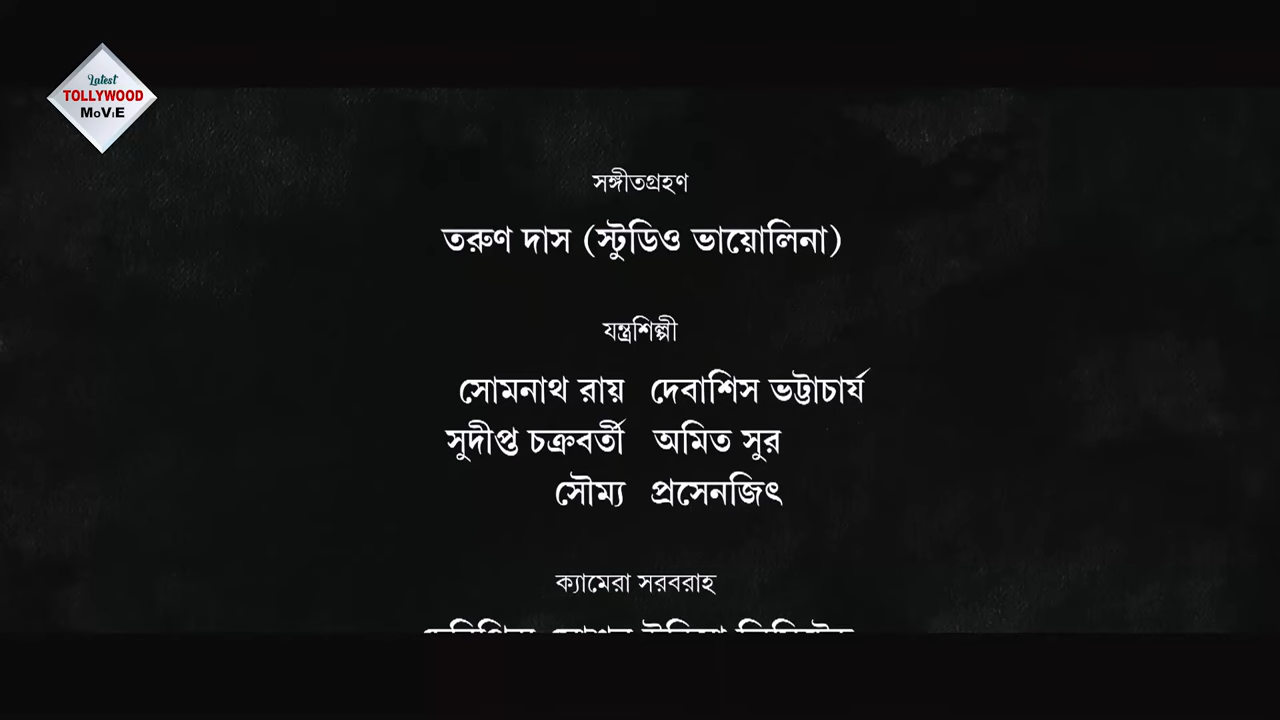 Latest
TOLLYWOOD
MoViE
সঙ্গীতগ্রহণ
তরুণ দাস (স্টুডিও ভায়োলিনা)
যন্ত্রশিল্পী
সোমনাথ রায় দেবাশিস ভট্টাচার্য
সুদীপ্ত চক্রবর্তী অমিত সুর
সৌম্য প্রসেনজিৎ
ক্যামেরা সরবরাহ